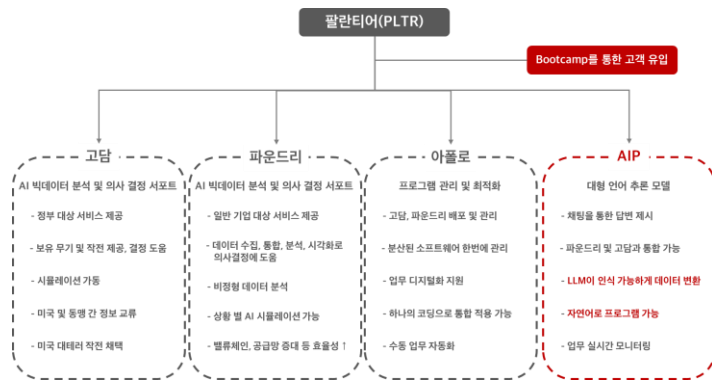 팔란티어(PLTR)
Bootcamp를 통한 고객 유입
고담
AI 빅데이터 분석 및 의사 결정 서포트
- 정부 대상 서비스 제공
- 보유 무기 및 작전 제공, 결정 도움
- 시뮬레이션 가동
- 미국 및 동맹 간 정보 교류
- 미국 대테러 작전 채택
파운드리
AI 빅데이터 분석 및 의사 결정 서포트
- 일반 기업 대상 서비스 제공
- 데이터 수집, 통합, 분석, 시각화로
의사결정에 도움
- 비정형 데이터 분석
- 상황 별 AI 시뮬레이션 가능
- 밸류체인, 공급망 증대 등 효율성 ↑
아폴로
프로그램 관리 및 최적화
- 고담, 파운드리 배포 및 관리
- 분산된 소프트웨어 한번에 관리
- 업무 디지털화 지원
- 하나의 코딩으로 통합 적용 가능
- 수동 업무 자동화
AIP
대형 언어 추론 모델
- 채팅을 통한 답변 제시
- 파운드리 및 고담과 통합 가능
- LLM이 인식 가능하게 데이터 변환
- 자연어로 프로그램 가능
- 업무 실시간 모니터링